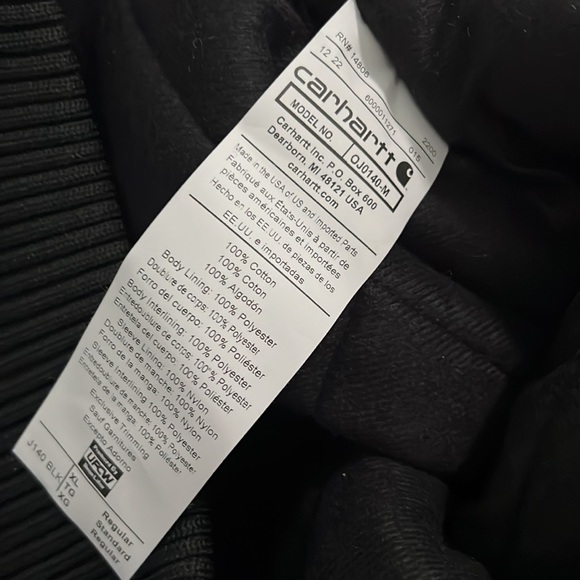 RN# 14806
12 22 6000011271 2200
018
carhartt
MODEL NO. OJ0140-M
Carhartt Inc. P.O. Box 600
Dearborn, MI 48121 USA
carhartt.com
Made in the USA of US and Imported Parts
Fabriqué aux États-Unis à partir de
pièces américaines et importées
Hecho en los EE.UU. de piezas de los
EE.UU. e importadas
100% Cotton
100% Coton
100% Algodón
Body Lining: 100% Polyester
Doublure de corps: 100% Polyester
Forro del cuerpo: 100% Poliéster
Body Interlining: 100% Polyester
Entredoublure de corps: 100% Polyester
Entretela del cuerpo 100% Poliéster
Sleeve Lining: 100% Nylon
Doublure de manche: 100% Nylon
Forro de la manga: 100% Nylon
Sleeve Interlining 100% Polyester
Entredoublure de manche: 100% Polyester
Entretela de la manga: 100% Poliéster
Exclusive Trimming
Sauf Garnitures
Excepto Adorno
UFCW
J140 BLK XL Regular
TG Standard
XG Regular